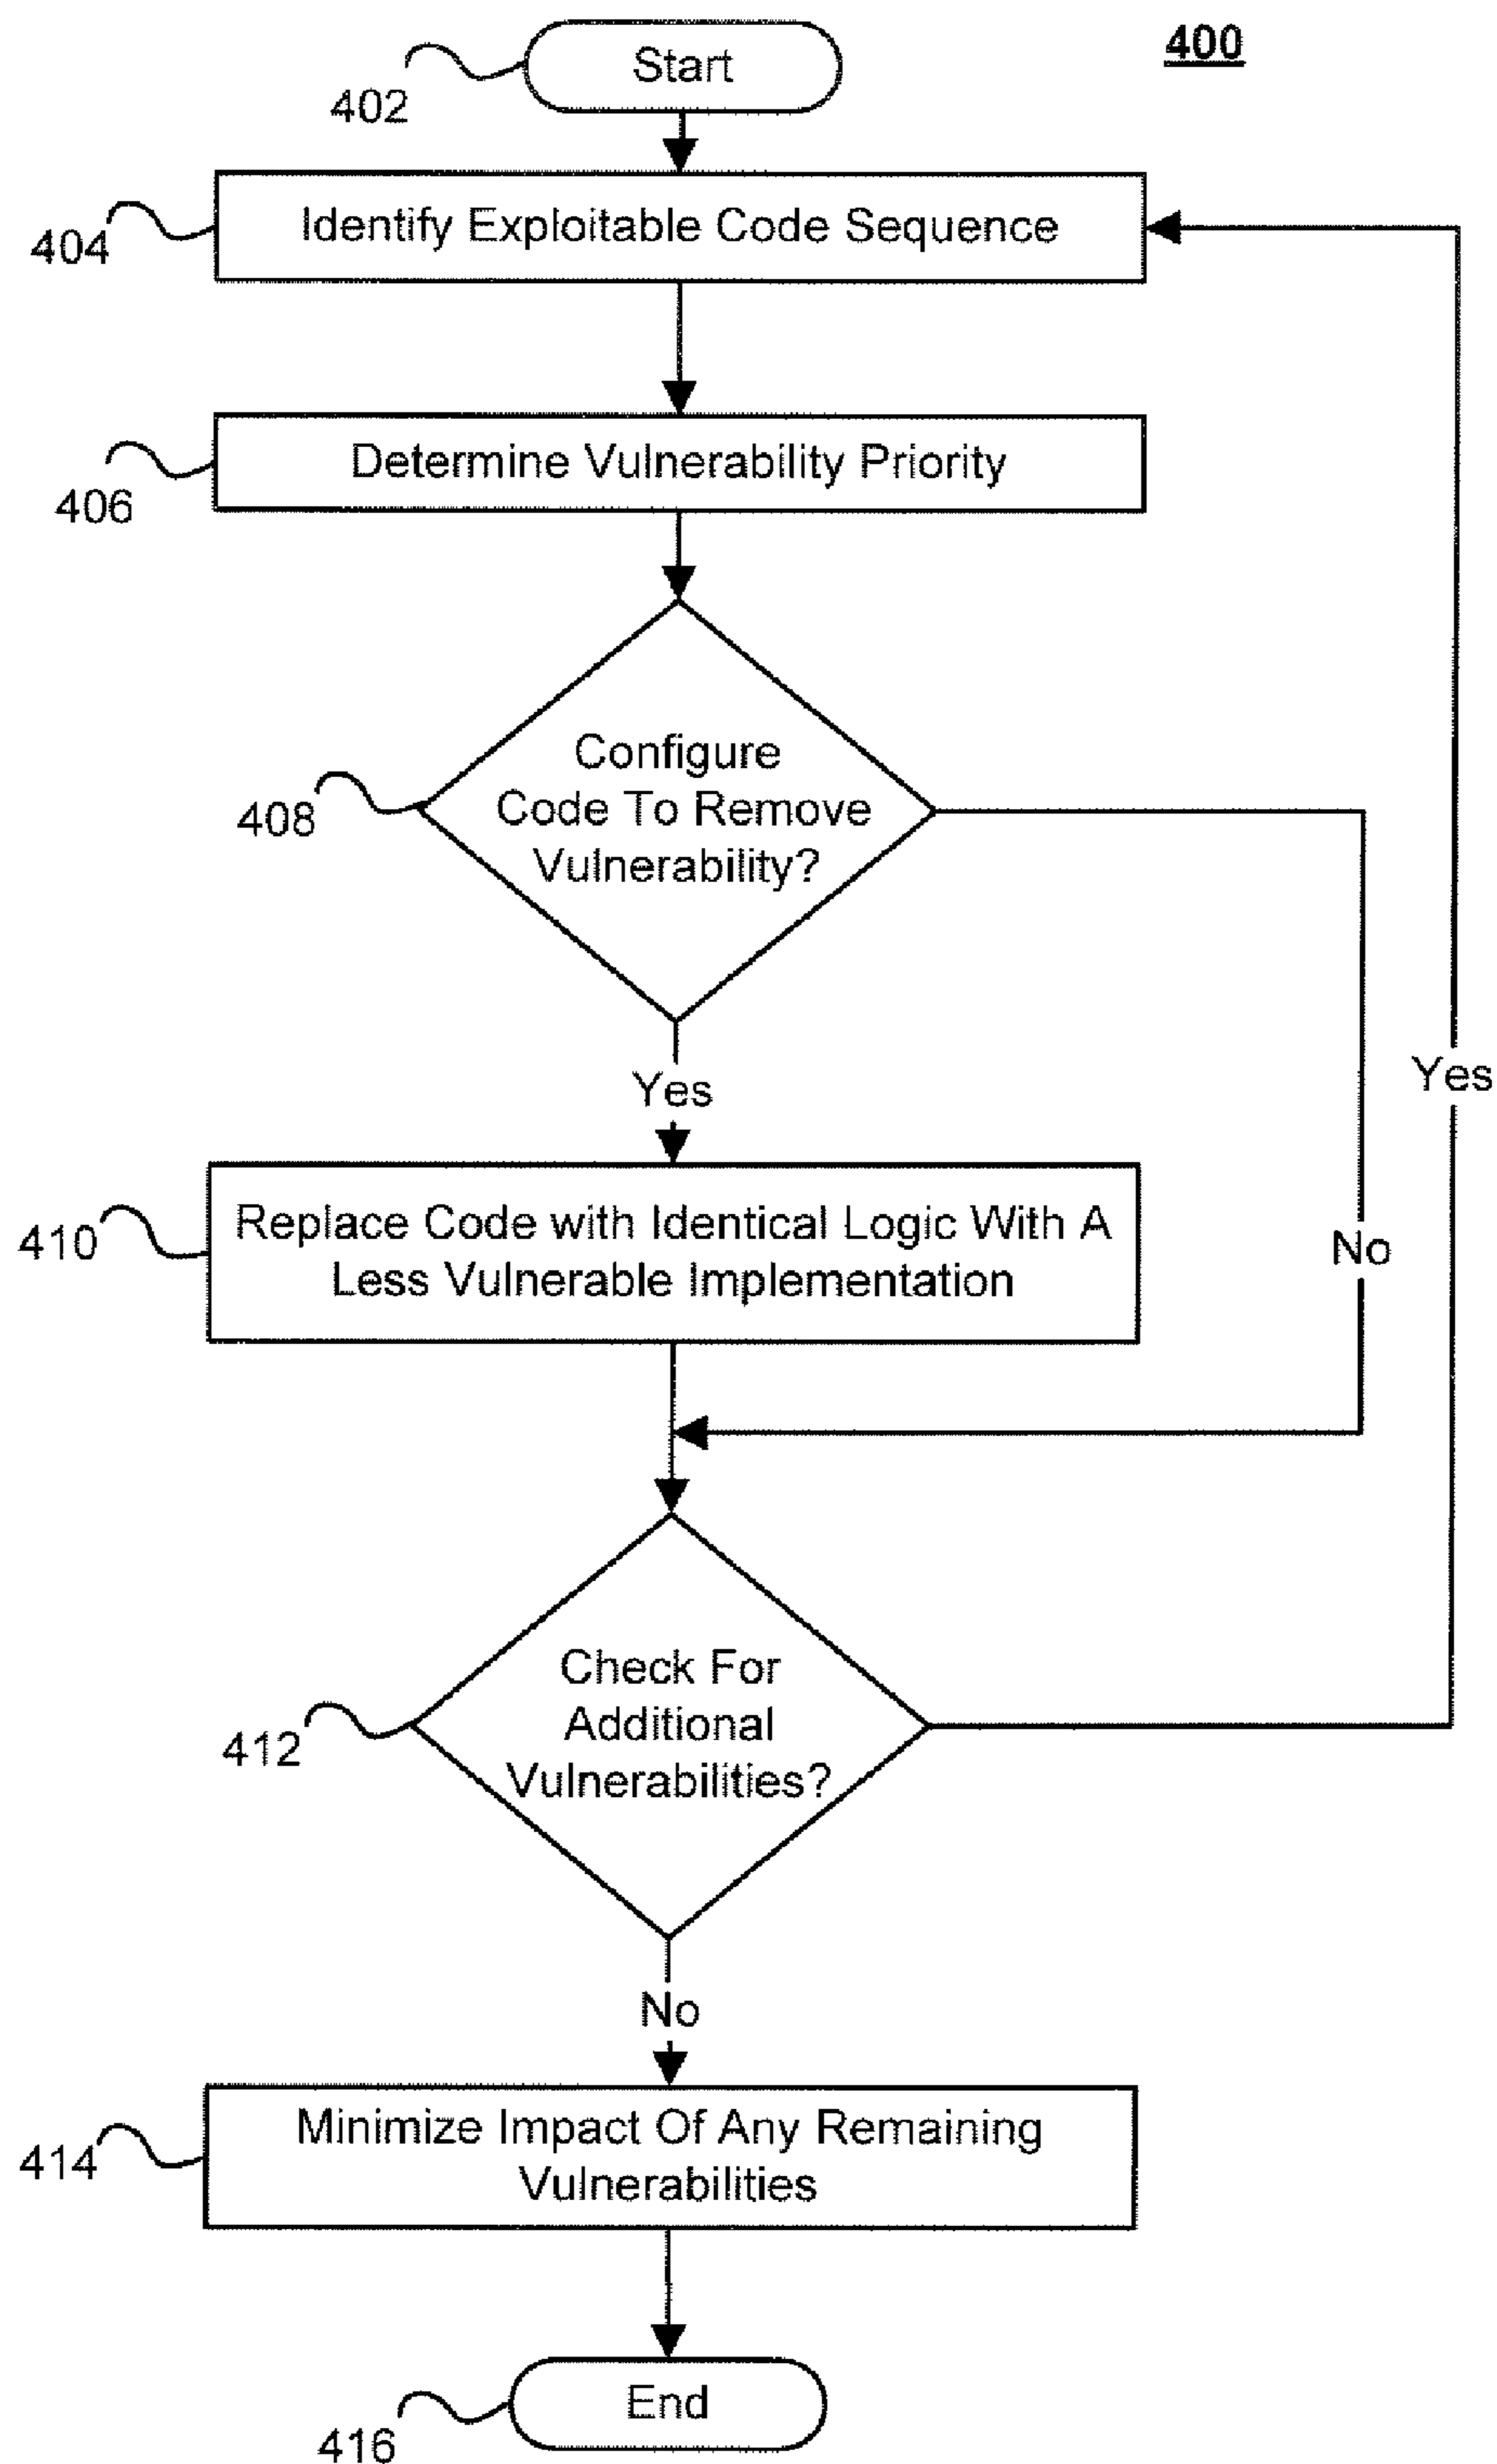 400
Start
402
Identify Exploitable Code Sequence
404
Determine Vulnerability Priority
406
Configure
Code To Remove
Vulnerability?
408
Yes
Yes
Replace Code with Identical Logic With A
Less Vulnerable Implementation
410
No
Check For
Additional
Vulnerabilities?
412
No
Minimize Impact Of Any Remaining
Vulnerabilities
414
End
416